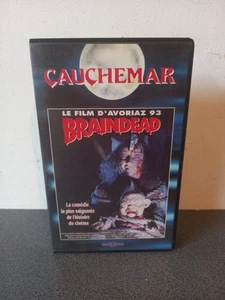 CAUCHEMAR
LE FILM D'AVORIAZ 93
BRAINDEAD
La comédie
la plus saignante
de l'histoire
du cinéma